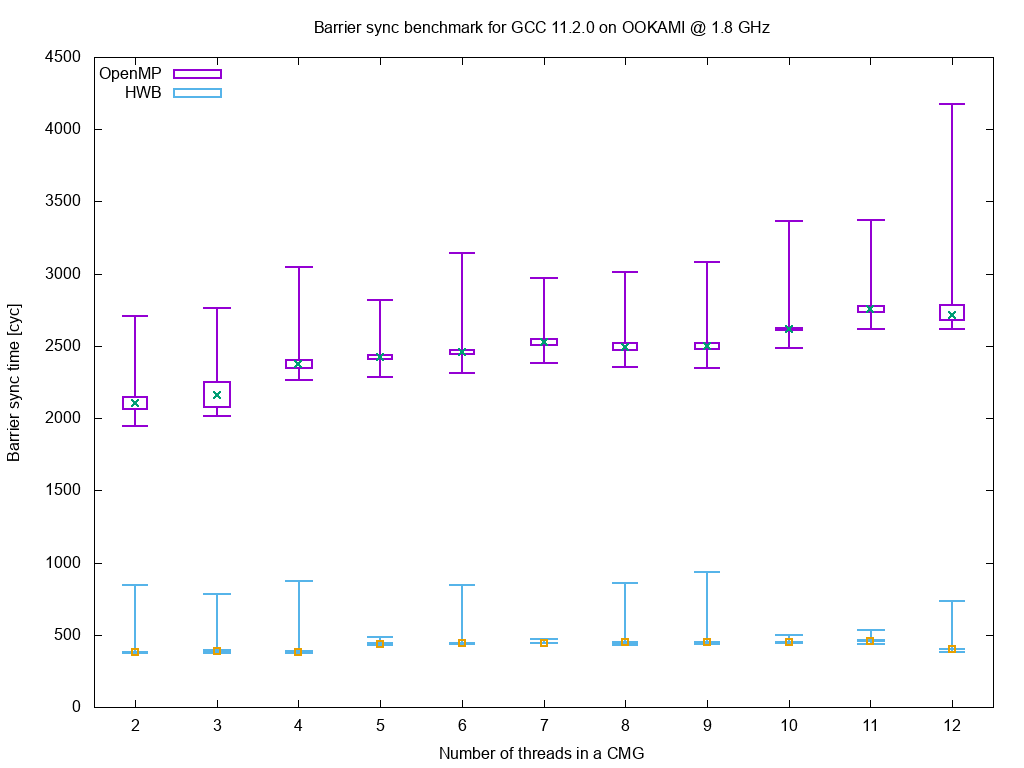 Barrier sync benchmark for GCC 11.2.0 on OOKAMI @ 1.8 GHz
4500
4000
3500
3000
2500
2000
1500
1000
500
0
OpenMP
HWB
Barrier sync time [cyc]
2 3 4 5 6 7 8 9 10 11 12
Number of threads in a CMG